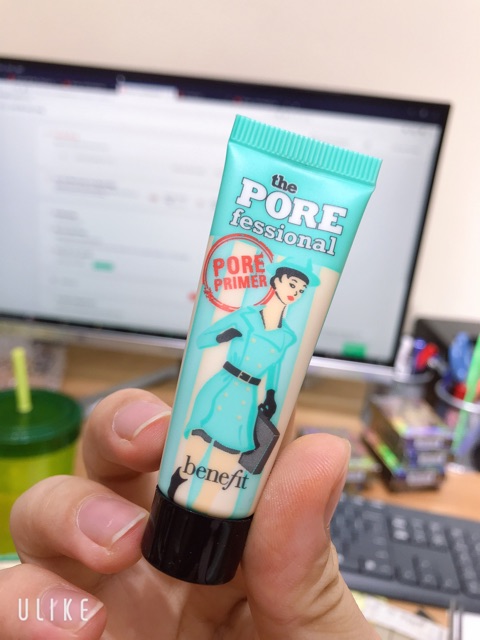 the
PORE
fessional
PORE
PRIMER
benefit
ULIKE